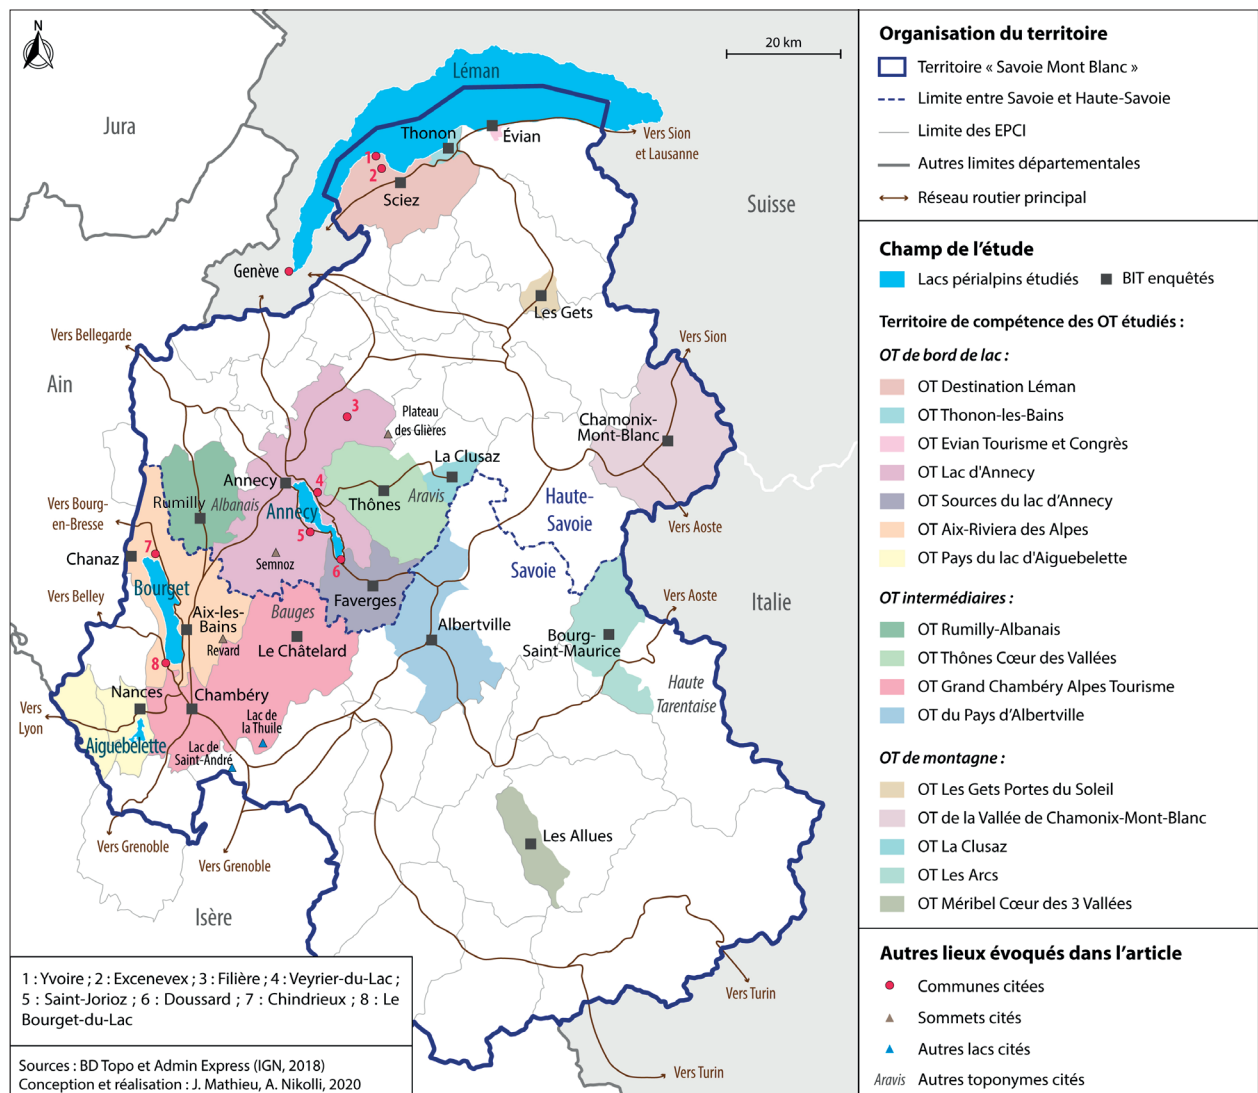 N
20 km
Léman
Jura
Thonon
Évian
Vers Sion
et Lausanne
1
2
Sciez
Suisse
Genève
Les Gets
Vers Bellegarde
Vers Sion
Ain
3
Plateau
des Glières
Chamonix-
Mont-Blanc
La Clusaz
Annecy
4
Rumilly
Albanais
Thônes
Aravis
Haute-
Savoie
Vers Bourg-
en-Bresse
Annecy
Vers Aoste
5
7
Chanaz
Semnoz
6
Savoie
Bourget
Faverges
Vers Belley
Aix-les-
Bains
Bauges
Vers Aoste
Italie
Revard
Le Châtelard
Albertville
Bourg-
Saint-Maurice
8
Nances
Chambéry
Haute
Tarentaise
Vers
Lyon
Lac de
la Thuile
Aiguebelette
Lac de
Saint-André
Les Allues
Vers Grenoble
Vers Grenoble
Isère
Vers Turin
Vers Turin
1 : Yvoire ; 2 : Excenevex ; 3 : Filière ; 4 : Veyrier-du-Lac ;
5 : Saint-Jorioz ; 6 : Doussard ; 7 : Chindrieux ; 8 : Le
Bourget-du-Lac
Sources : BD Topo et Admin Express (IGN, 2018)
Conception et réalisation : J. Mathieu, A. Nikolli, 2020
Organisation du territoire
Territoire « Savoie Mont Blanc »
Limite entre Savoie et Haute-Savoie
Limite des EPCI
Autres limites départementales
Réseau routier principal
Champ de l’étude
Lacs périalpins étudiés
BIT enquêtés
Territoire de compétence des OT étudiés :
OT de bord de lac :
OT Destination Léman
OT Thonon-les-Bains
OT Evian Tourisme et Congrès
OT Lac d'Annecy
OT Sources du lac d’Annecy
OT Aix-Riviera des Alpes
OT Pays du lac d'Aiguebelette
OT intermédiaires :
OT Rumilly-Albanais
OT Thônes Cœur des Vallées
OT Grand Chambéry Alpes Tourisme
OT du Pays d’Albertville
OT de montagne :
OT Les Gets Portes du Soleil
OT de la Vallée de Chamonix-Mont-Blanc
OT La Clusaz
OT Les Arcs
OT Méribel Cœur des 3 Vallées
Autres lieux évoqués dans l’article
Communes citées
Sommets cités
Autres lacs cités
Aravis Autres toponymes cités